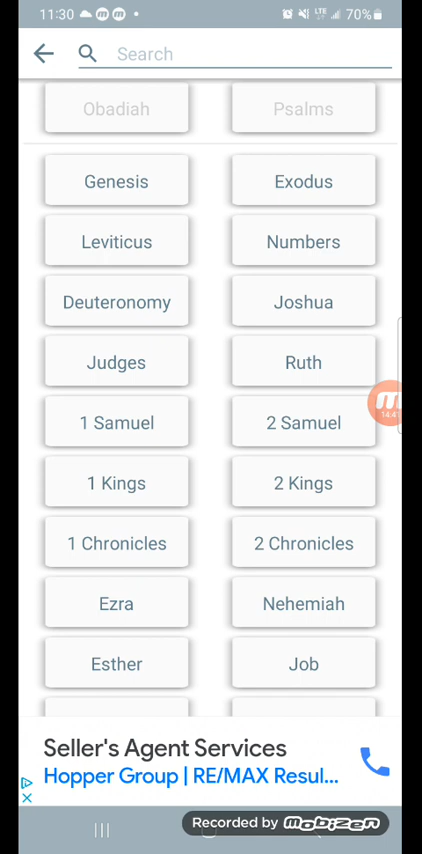 11:30 70%
Search
Obadiah Psalms
Genesis Exodus
Leviticus Numbers
Deuteronomy Joshua
Judges Ruth
1 Samuel 2 Samuel
14:41
1 Kings 2 Kings
1 Chronicles 2 Chronicles
Ezra Nehemiah
Esther Job
Seller's Agent Services
Hopper Group | RE/MAX Resul...
Recorded by mobizen